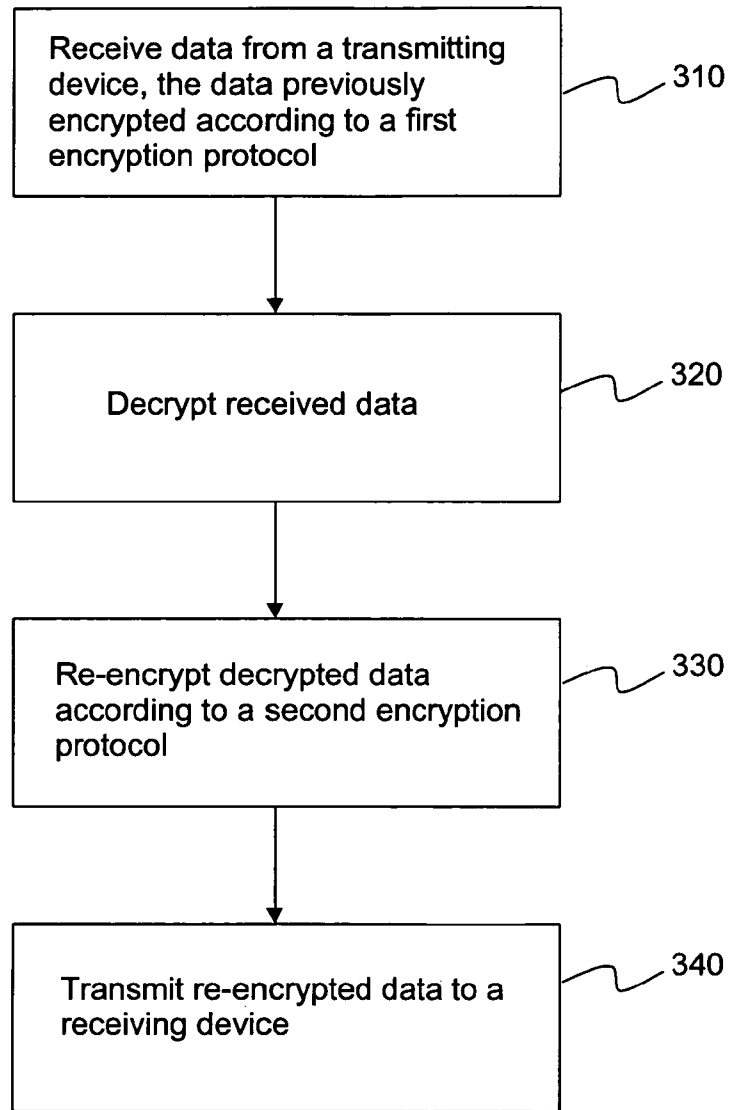 Receive data from a transmitting
device, the data previously
encrypted according to a first
encryption protocol
310
Decrypt received data
320
Re-encrypt decrypted data
according to a second encryption
protocol
330
Transmit re-encrypted data to a
receiving device
340